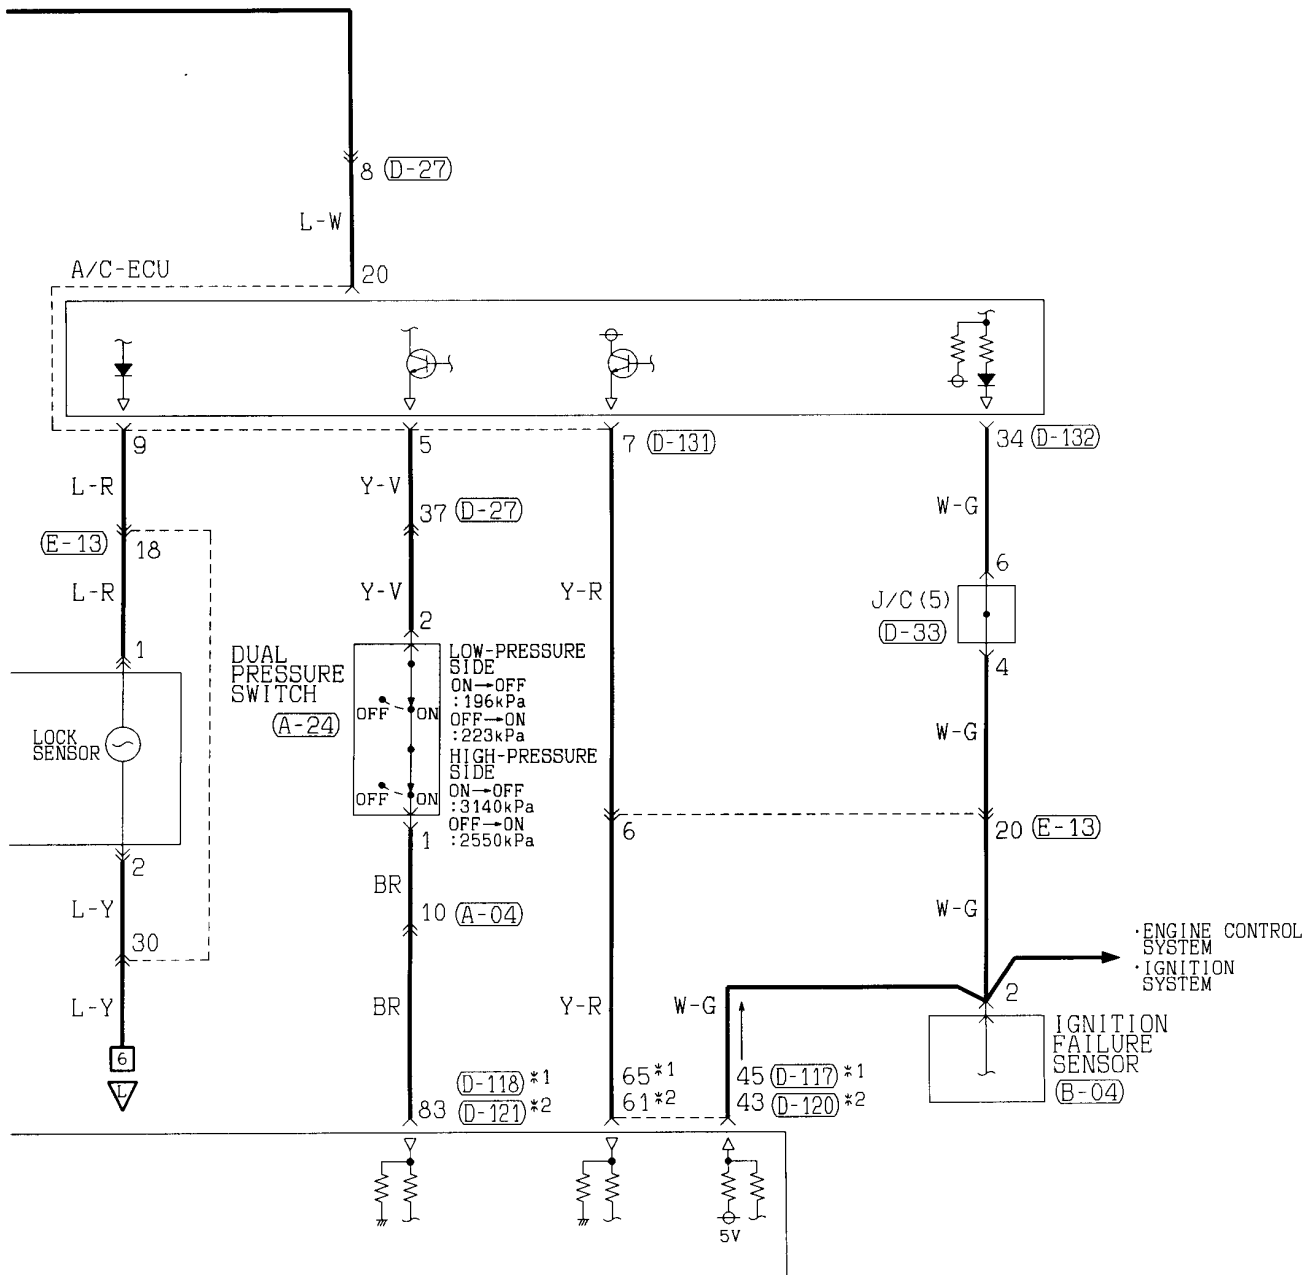 8 (D-27)
L-W
A/C-ECU
20
9
5
7 (D-131)
34 (D-132)
L-R
Y-V
37 (D-27)
W-G
(E-13)
18
6
L-R
Y-V
Y-R
J/C (5)
2
(D-33)
1
DUAL
PRESSURE
SWITCH
(A-24)
LOW-PRESSURE
SIDE
ON→OFF
:196kPa
OFF→ON
:223kPa
HIGH-PRESSURE
SIDE
ON→OFF
:3140kPa
OFF→ON
:2550kPa
OFF
ON
OFF
ON
4
LOCK
SENSOR
W-G
1
6
20 (E-13)
2
BR
L-Y
10 (A-04)
W-G
30
·ENGINE CONTROL
SYSTEM
·IGNITION
SYSTEM
L-Y
BR
Y-R
W-G
2
6
L
IGNITION
FAILURE
SENSOR
(B-04)
(D-118)*1
83 (D-121)*2
65*1
61*2
45 (D-117)*1
43 (D-120)*2
5V